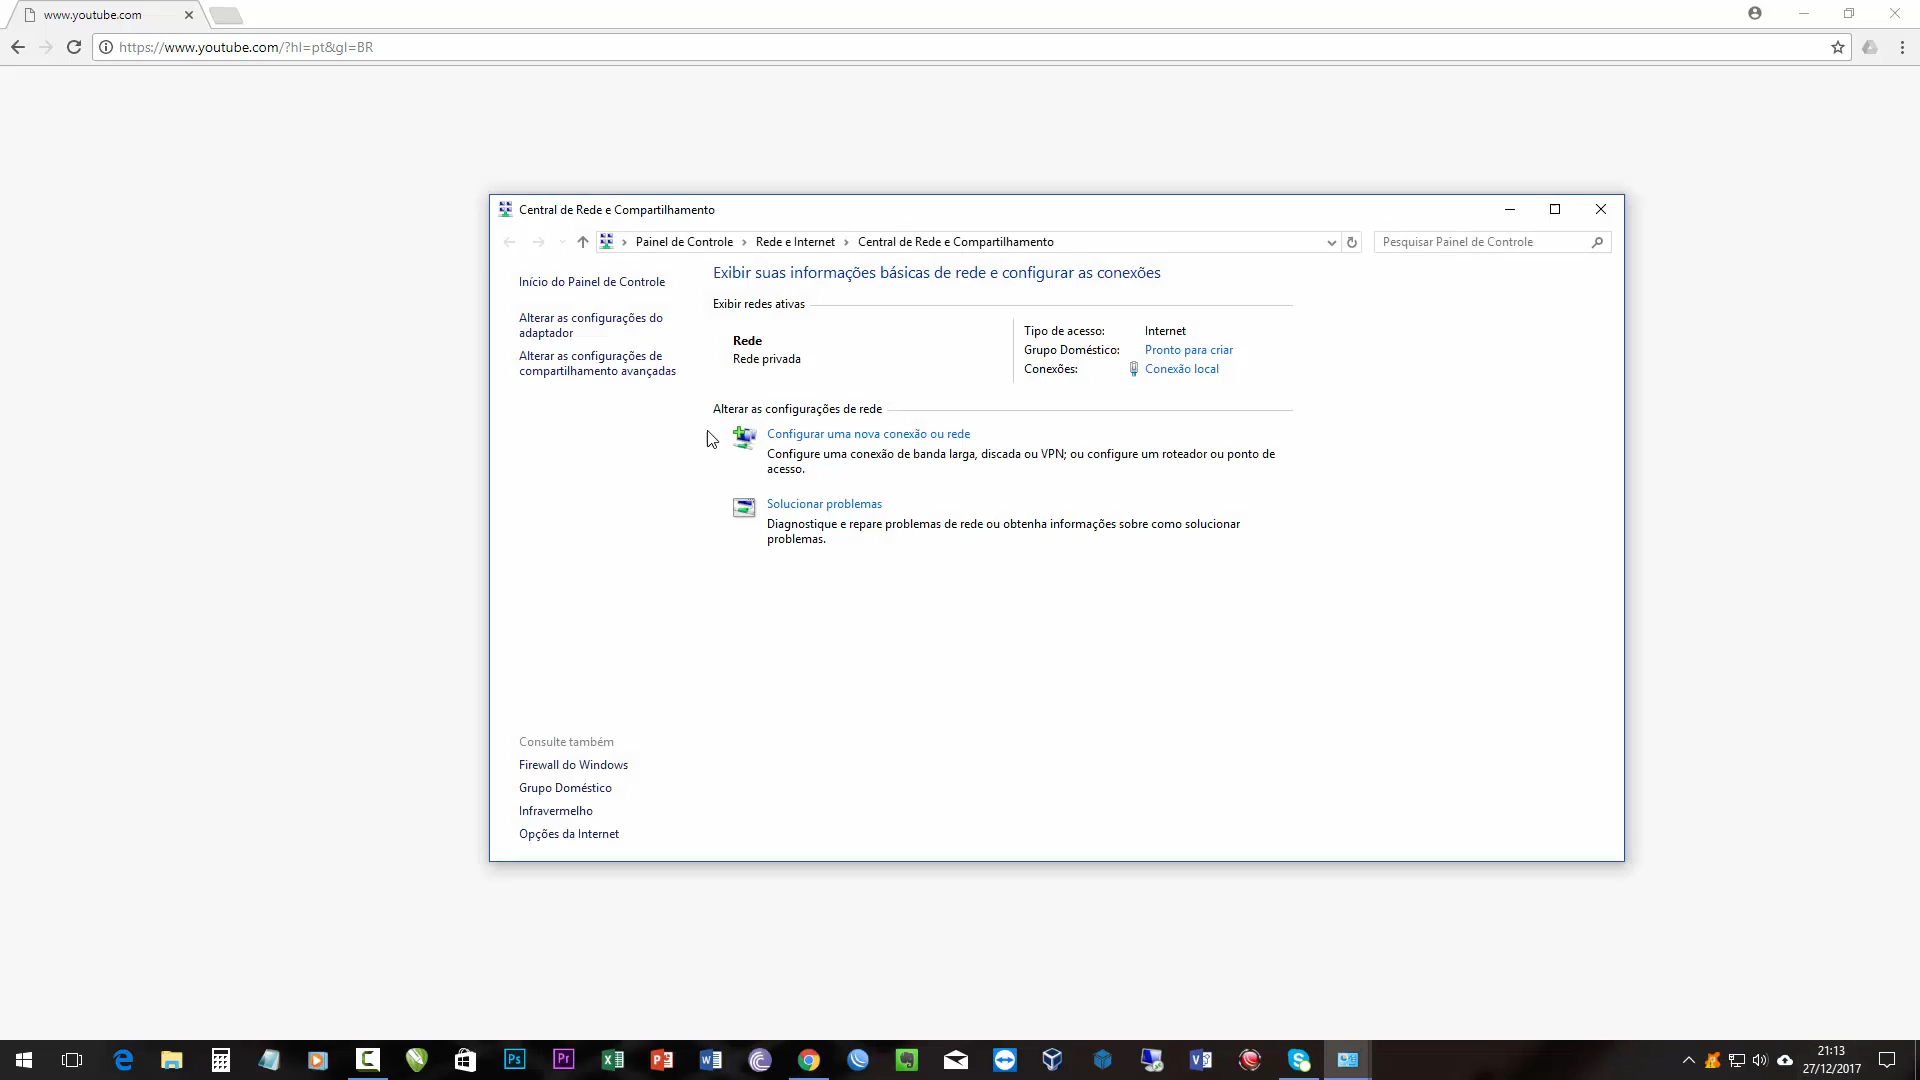 www.youtube.com
https://www.youtube.com/?hl=pt&gl=BR
Central de Rede e Compartilhamento
Painel de Controle
Rede e Internet
Central de Rede e Compartilhamento
Pesquisar Painel de Controle
Início do Painel de Controle
Alterar as configurações do
adaptador
Alterar as configurações de
compartilhamento avançadas
Exibir suas informações básicas de rede e configurar as conexões
Exibir redes ativas
Rede
Rede privada
Tipo de acesso: Internet
Grupo Doméstico: Pronto para criar
Conexões: Conexão local
Alterar as configurações de rede
Configurar uma nova conexão ou rede
Configure uma conexão de banda larga, discada ou VPN; ou configure um roteador ou ponto de
acesso.
Solucionar problemas
Diagnostique e repare problemas de rede ou obtenha informações sobre como solucionar
problemas.
Consulte também
Firewall do Windows
Grupo Doméstico
Infravermelho
Opções da Internet
Ps
Pr
21:13
27/12/2017